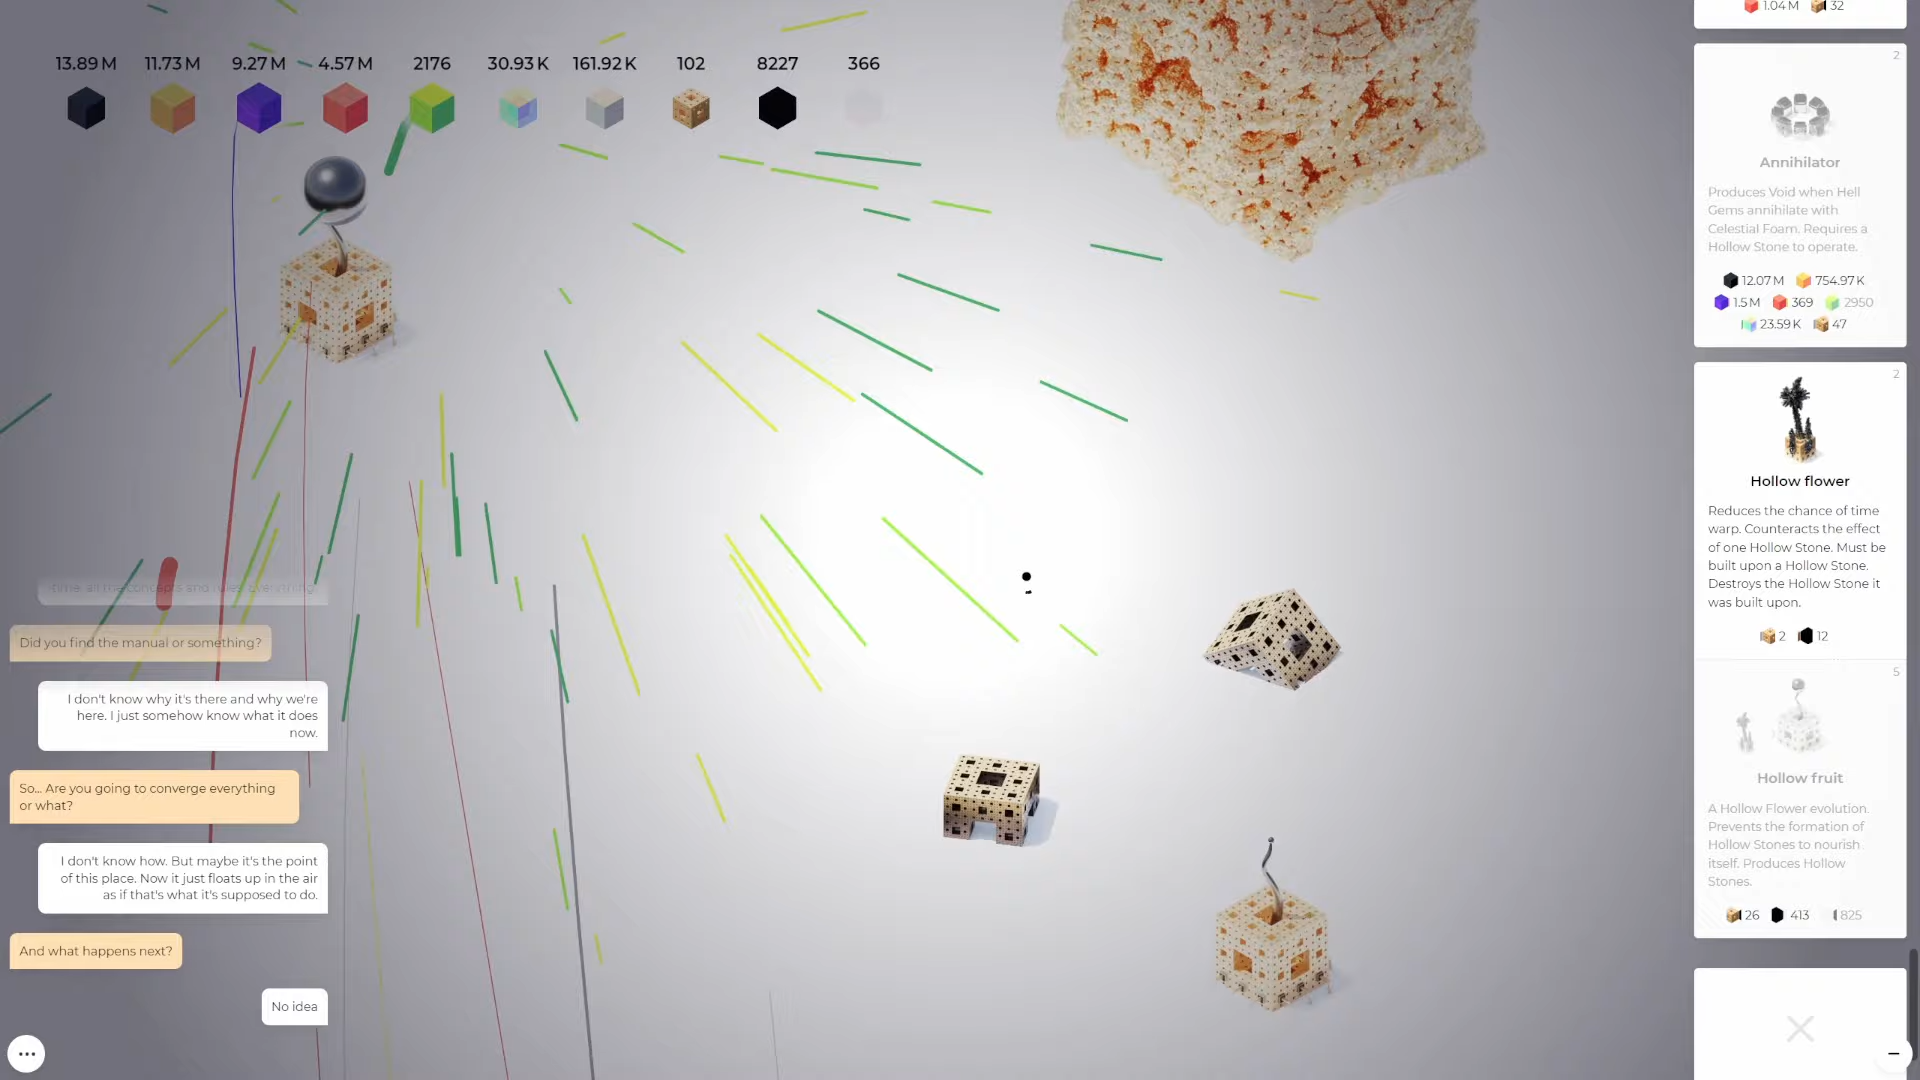 13.89 M
11.73 M
9.27 M
4.57 M
2176
30.93 K
161.92 K
102
8227
366
time, all the concepts and rules. Everything.
Did you find the manual or something?
I don't know why it's there and why we're
here. I just somehow know what it does
now.
So... Are you going to converge everything
or what?
I don't know how. But maybe it's the point
of this place. Now it just floats up in the air
as if that's what it's supposed to do.
And what happens next?
No idea
1.04 M 32
2
Annihilator
Produces Void when Hell
Gems annihilate with
Celestial Foam. Requires a
Hollow Stone to operate.
12.07 M 754.97 K
1.5 M 369 2950
23.59 K 47
2
Hollow flower
Reduces the chance of time
warp. Counteracts the effect
of one Hollow Stone. Must be
built upon a Hollow Stone.
Destroys the Hollow Stone it
was built upon.
2 12
5
Hollow fruit
A Hollow Flower evolution.
Prevents the formation of
Hollow Stones to nourish
itself. Produces Hollow
Stones.
26 413 825